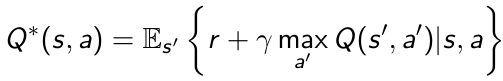 Q*(s, a) = 𝔼_{s′} { r + γ max_{a′} Q(s′, a′)|s, a }